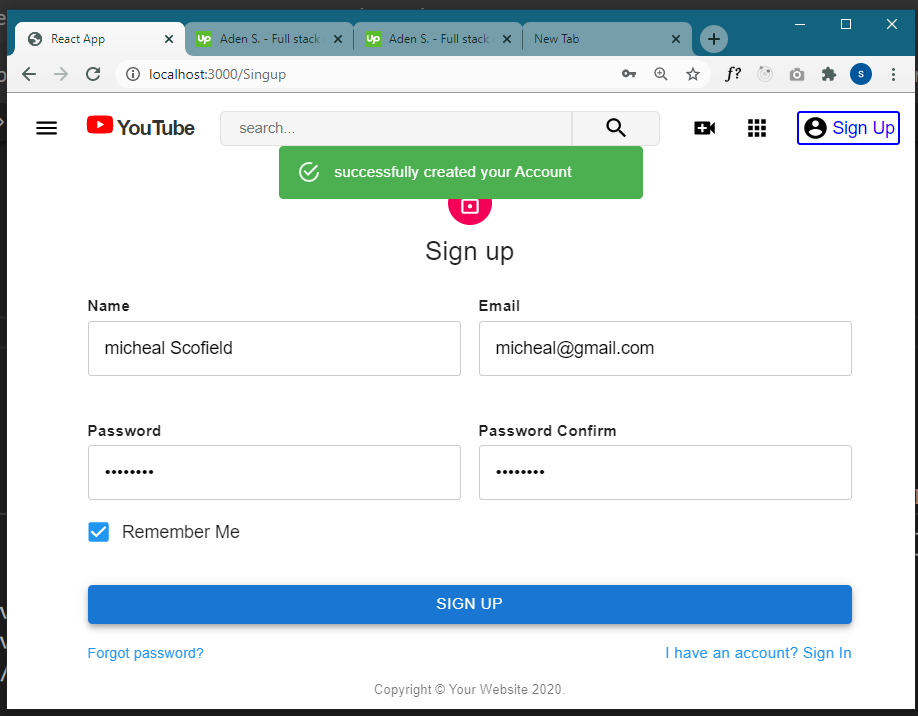 React App
Aden S. - Full stack
Aden S. - Full stack
New Tab
localhost:3000/Singup
f?
s
YouTube
search...
Sign Up
successfully created your Account
Sign up
Name
Email
micheal Scofield
micheal@gmail.com
Password
Password Confirm
Remember Me
SIGN UP
Forgot password?
I have an account? Sign In
Copyright © Your Website 2020.